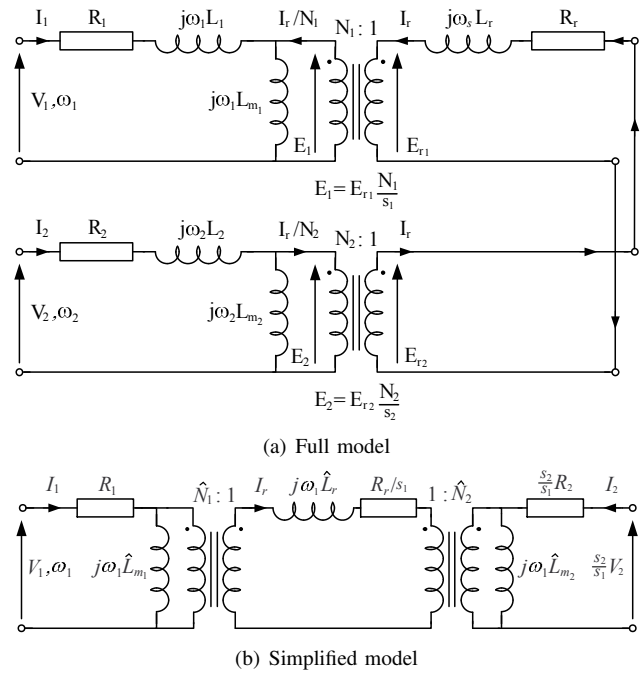 I₁ R₁ jω₁L₁ Iᵣ/N₁ N₁ : 1 Iᵣ jωₛLᵣ Rᵣ
V₁,ω₁ jω₁Lₘ₁ E₁ Eᵣ₁
E₁=Eᵣ₁ N₁/s₁
I₂ R₂ jω₂L₂ Iᵣ/N₂ N₂ : 1 Iᵣ
V₂,ω₂ jω₂Lₘ₂ E₂ Eᵣ₂
E₂=Eᵣ₂ N₂/s₂
(a) Full model
I₁ R₁ N̂₁ : 1 Iᵣ jω₁L̂ᵣ Rᵣ/s₁ 1 : N̂₂ s₂/s₁ R₂ I₂
V₁,ω₁ jω₁L̂ₘ₁ jω₁L̂ₘ₂ s₂/s₁ V₂
(b) Simplified model